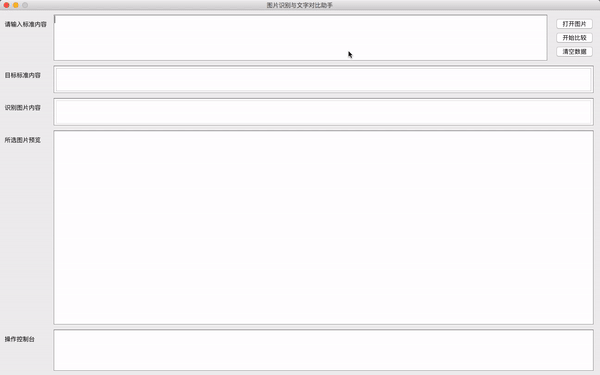 图片识别与文字对比助手
请输入标准内容
打开图片
开始比较
清空数据
目标标准内容
识别图片内容
所选图片预览
操作控制台